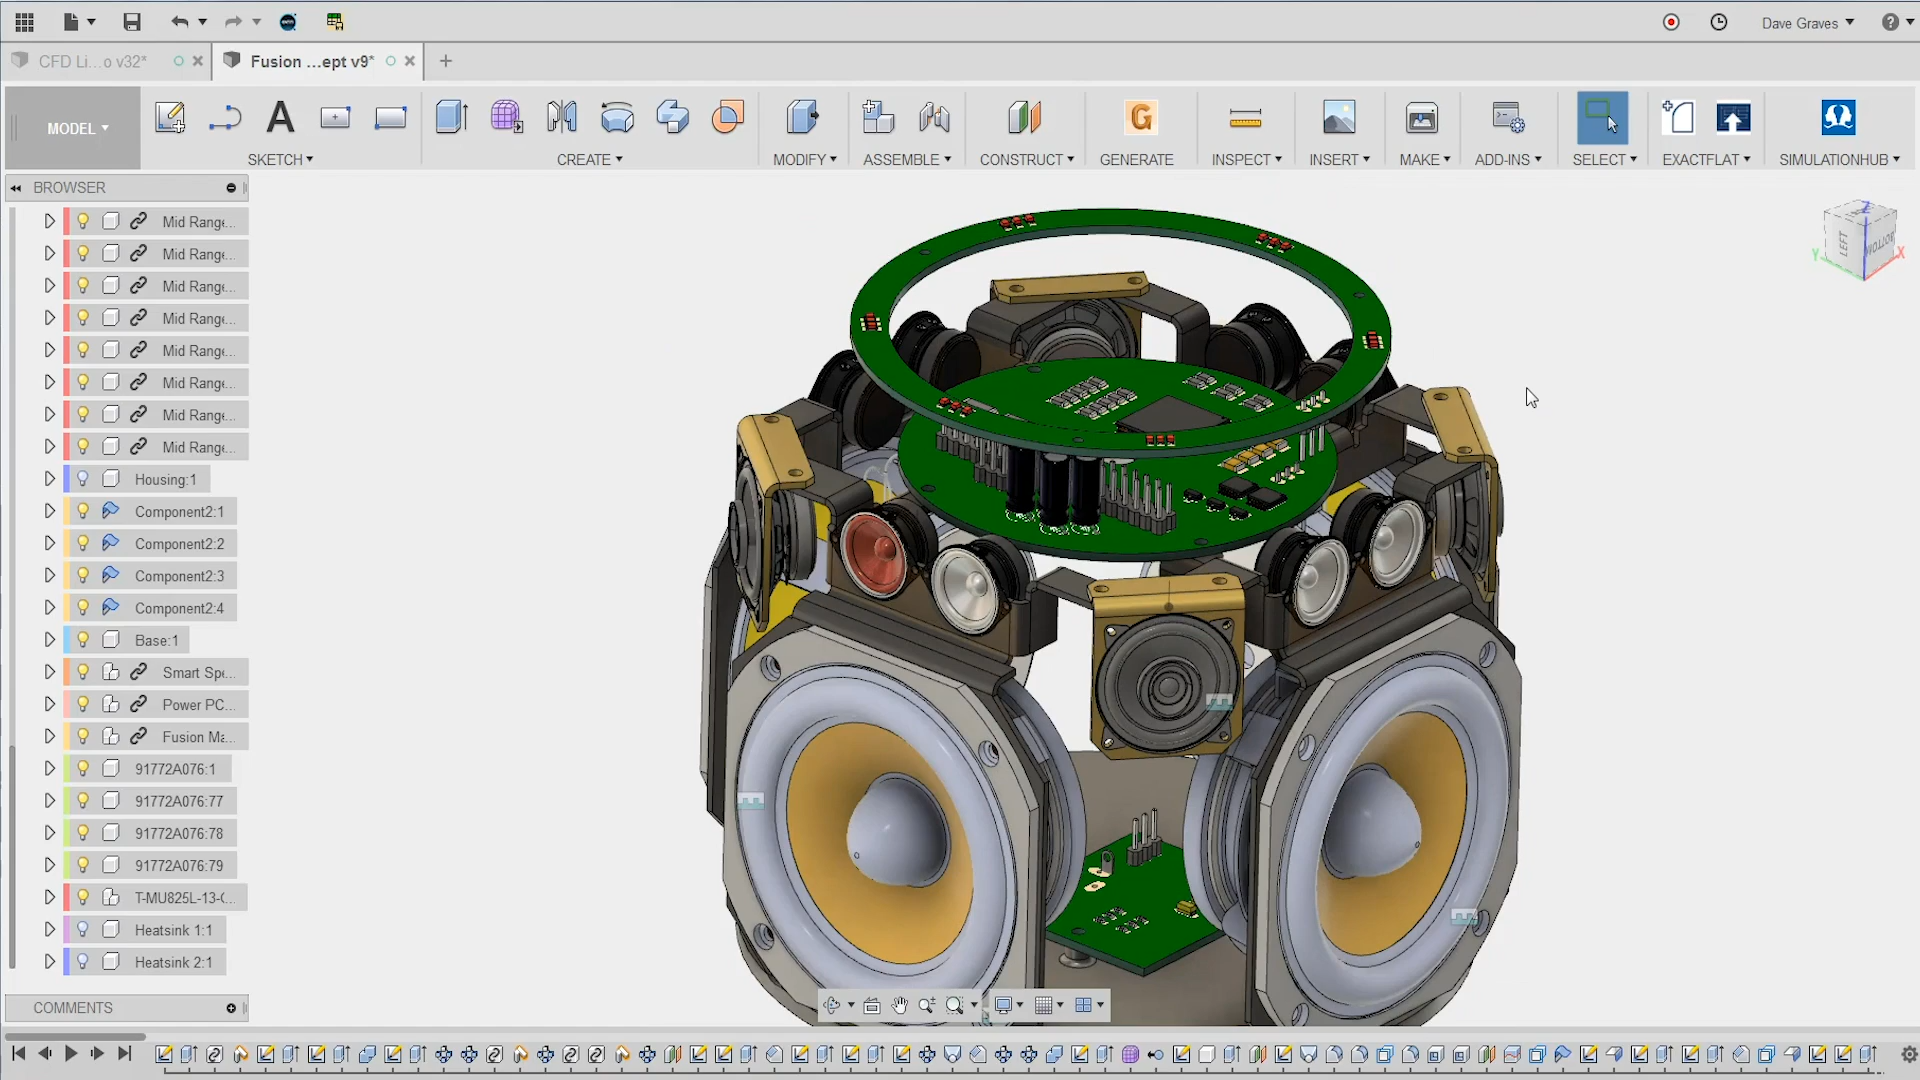 Dave Graves
CFD Li...o v32*
Fusion ...ept v9*
MODEL
SKETCH
CREATE
MODIFY
ASSEMBLE
CONSTRUCT
GENERATE
INSPECT
INSERT
MAKE
ADD-INS
SELECT
EXACTFLAT
SIMULATIONHUB
BROWSER
Mid Range...
Mid Range...
Mid Range...
Mid Range...
Mid Range...
Mid Range...
Mid Range...
Mid Range...
Housing:1
Component2:1
Component2:2
Component2:3
Component2:4
Base:1
Smart Spe...
Power PC...
Fusion Ma...
91772A076:1
91772A076:77
91772A076:78
91772A076:79
T-MU825L-13-C...
Heatsink 1:1
Heatsink 2:1
COMMENTS
LEFT
BOTTOM
Y
X